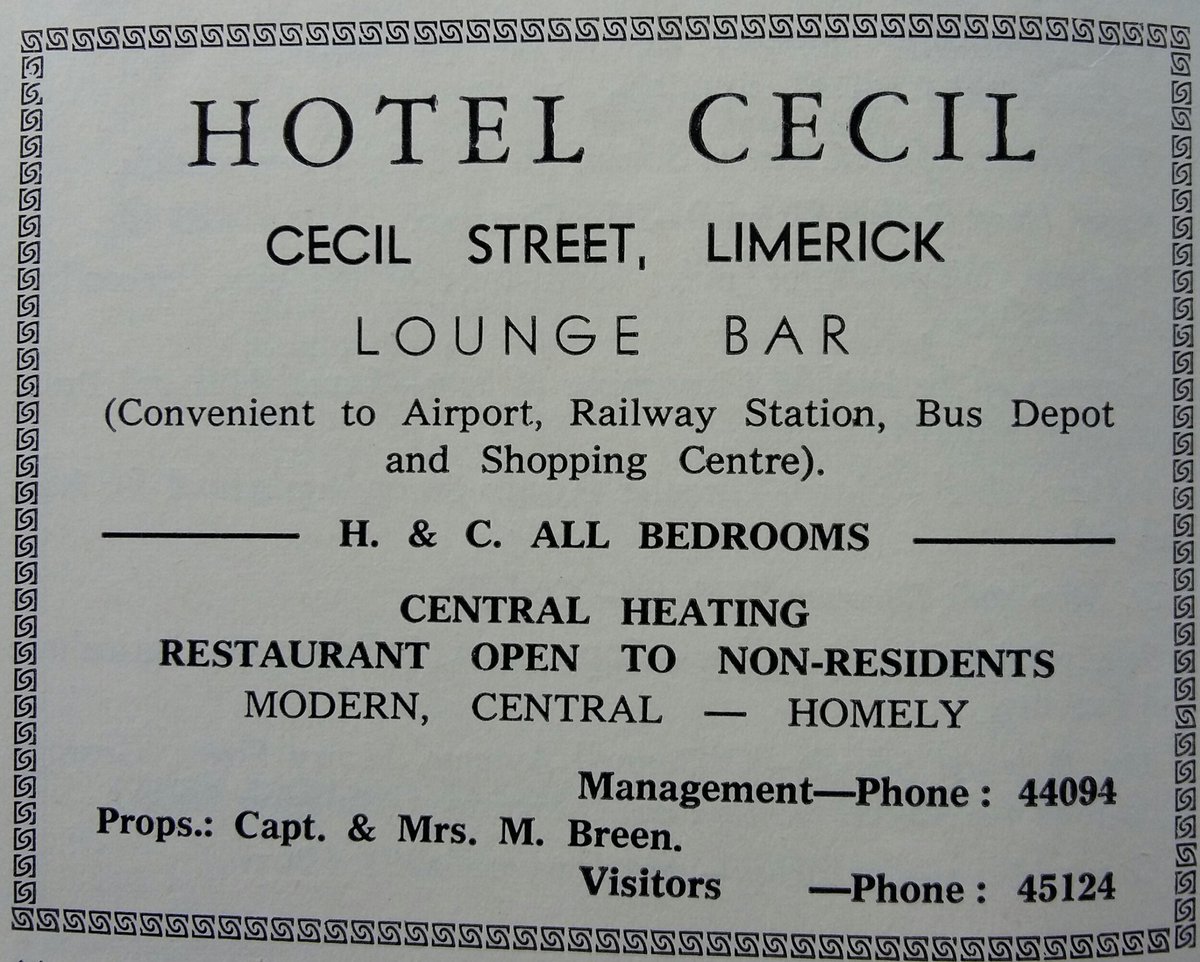 HOTEL CECIL
CECIL STREET, LIMERICK
LOUNGE BAR
(Convenient to Airport, Railway Station, Bus Depot
and Shopping Centre).
H. & C. ALL BEDROOMS
CENTRAL HEATING
RESTAURANT OPEN TO NON-RESIDENTS
MODERN, CENTRAL — HOMELY
Management—Phone : 44094
Props.: Capt. & Mrs. M. Breen.
Visitors —Phone : 45124